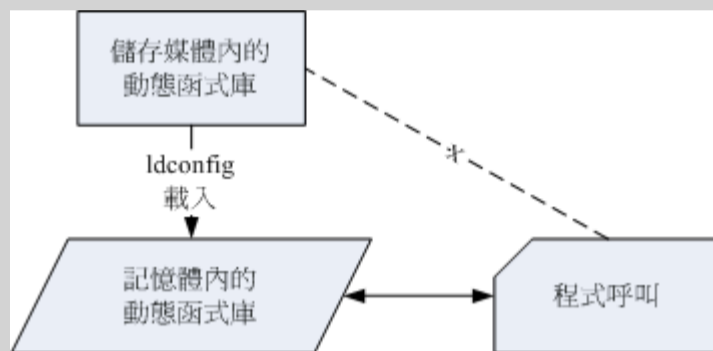 儲存媒體內的
動態函式庫
ldconfig
載入
x
記憶體內的
動態函式庫
程式呼叫